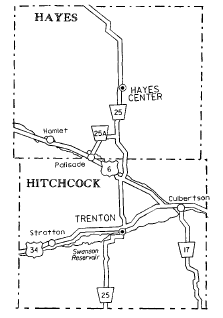 HAYES
HAYES
CENTER
25
25A
Hamlet
Palisade
6
HITCHCOCK
Culbertson
TRENTON
Stratton
34
Swanson
Reservoir
17
25